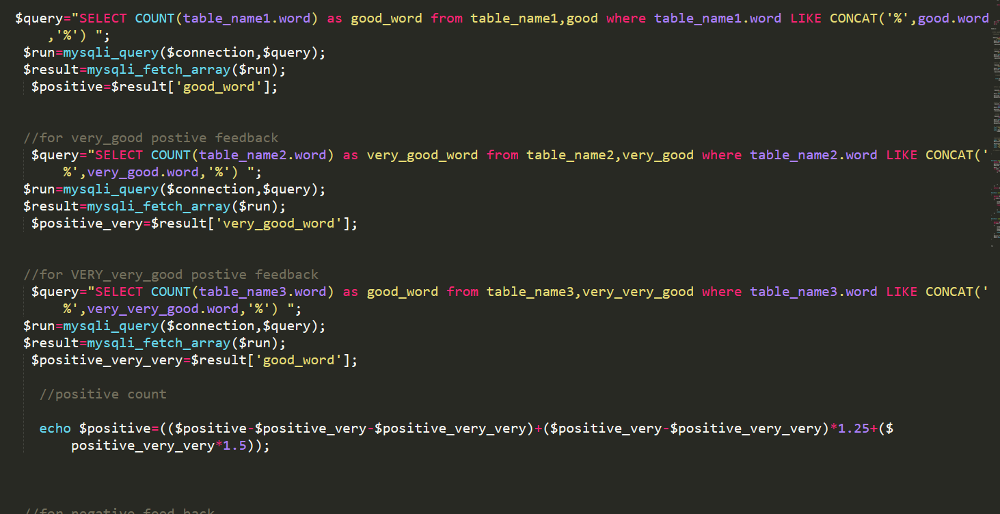 $query="SELECT COUNT(table_name1.word) as good_word from table_name1,good where table_name1.word LIKE CONCAT('%',good.word
,'%') ";
$run=mysqli_query($connection,$query);
$result=mysqli_fetch_array($run);
$positive=$result['good_word'];
//for very_good postive feedback
$query="SELECT COUNT(table_name2.word) as very_good_word from table_name2,very_good where table_name2.word LIKE CONCAT('
%',very_good.word,'%') ";
$run=mysqli_query($connection,$query);
$result=mysqli_fetch_array($run);
$positive_very=$result['very_good_word'];
//for VERY_very_good postive feedback
$query="SELECT COUNT(table_name3.word) as good_word from table_name3,very_very_good where table_name3.word LIKE CONCAT('
%',very_very_good.word,'%') ";
$run=mysqli_query($connection,$query);
$result=mysqli_fetch_array($run);
$positive_very_very=$result['good_word'];
//positive count
echo $positive=(($positive-$positive_very-$positive_very_very)+($positive_very-$positive_very_very)*1.25+($
positive_very_very*1.5));
//for negative feed back